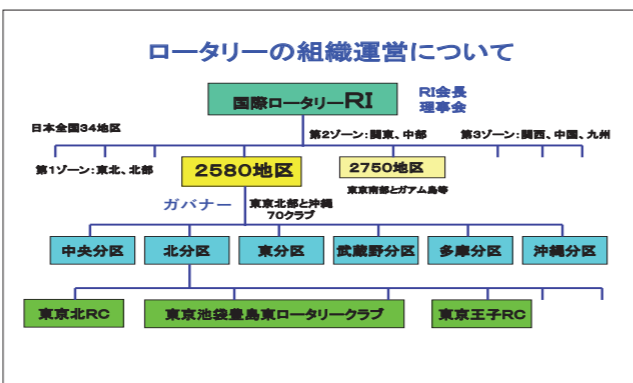 ロータリーの組織運営について
国際ロータリーRI
RI会長
理事会
日本全国34地区
第2ゾーン:関東、中部
第3ゾーン:関西、中国、九州
第1ゾーン:東北、北部
2580地区
2750地区
東京南部とガアム島等
ガバナー
東京北部と沖縄
70クラブ
中央分区
北分区
東分区
武蔵野分区
多摩分区
沖縄分区
東京北RC
東京池袋豊島東ロータリークラブ
東京王子RC